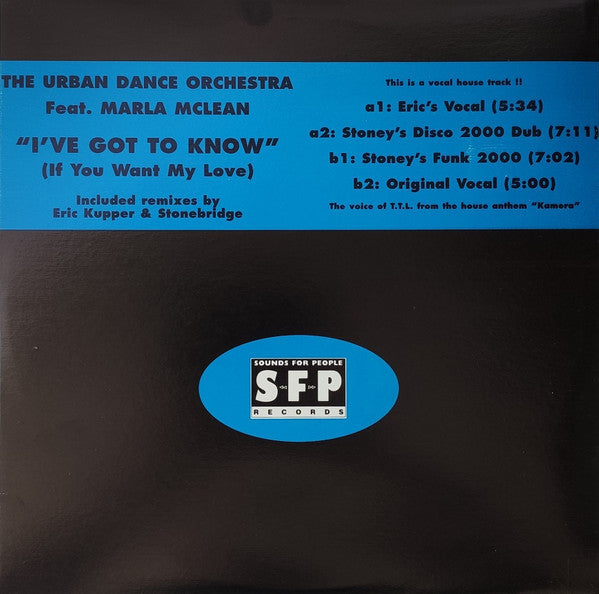 THE URBAN DANCE ORCHESTRA
Feat. MARLA MCLEAN
“I’VE GOT TO KNOW”
(If You Want My Love)
Included remixes by
Eric Kupper & Stonebridge
This is a vocal house track !!
a1: Eric’s Vocal (5:34)
a2: Stoney’s Disco 2000 Dub (7:11)
b1: Stoney’s Funk 2000 (7:02)
b2: Original Vocal (5:00)
The voice of T.T.L. from the house anthem “Kamera”
SOUNDS FOR PEOPLE
S F P
RECORDS